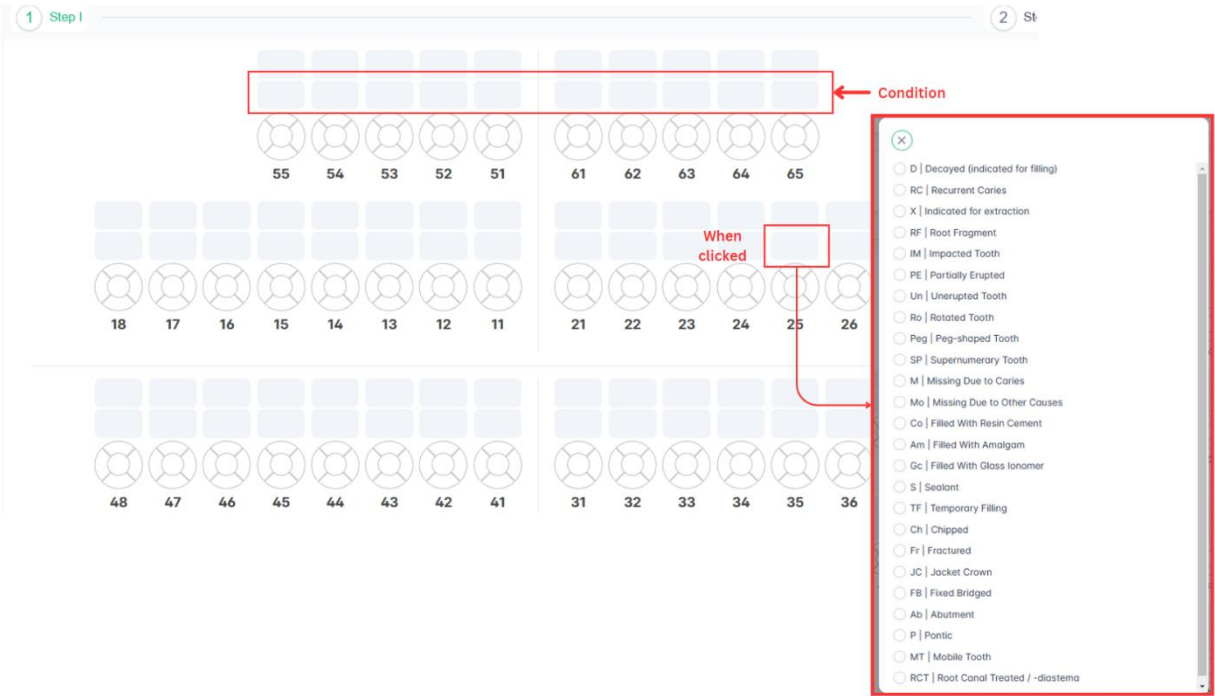 1 Step I
2 St
Condition
55 54 53 52 51 61 62 63 64 65
When
clicked
18 17 16 15 14 13 12 11 21 22 23 24 25 26
48 47 46 45 44 43 42 41 31 32 33 34 35 36
D | Decayed (indicated for filling)
RC | Recurrent Caries
X | Indicated for extraction
RF | Root Fragment
IM | Impacted Tooth
PE | Partially Erupted
Un | Unerupted Tooth
Ro | Rotated Tooth
Peg | Peg-shaped Tooth
SP | Supernumerary Tooth
M | Missing Due to Caries
Mo | Missing Due to Other Causes
Co | Filled With Resin Cement
Am | Filled With Amalgam
Gc | Filled With Glass Ionomer
S | Sealant
TF | Temporary Filling
Ch | Chipped
Fr | Fractured
JC | Jacket Crown
FB | Fixed Bridged
Ab | Abutment
P | Pontic
MT | Mobile Tooth
RCT | Root Canal Treated / -diastema